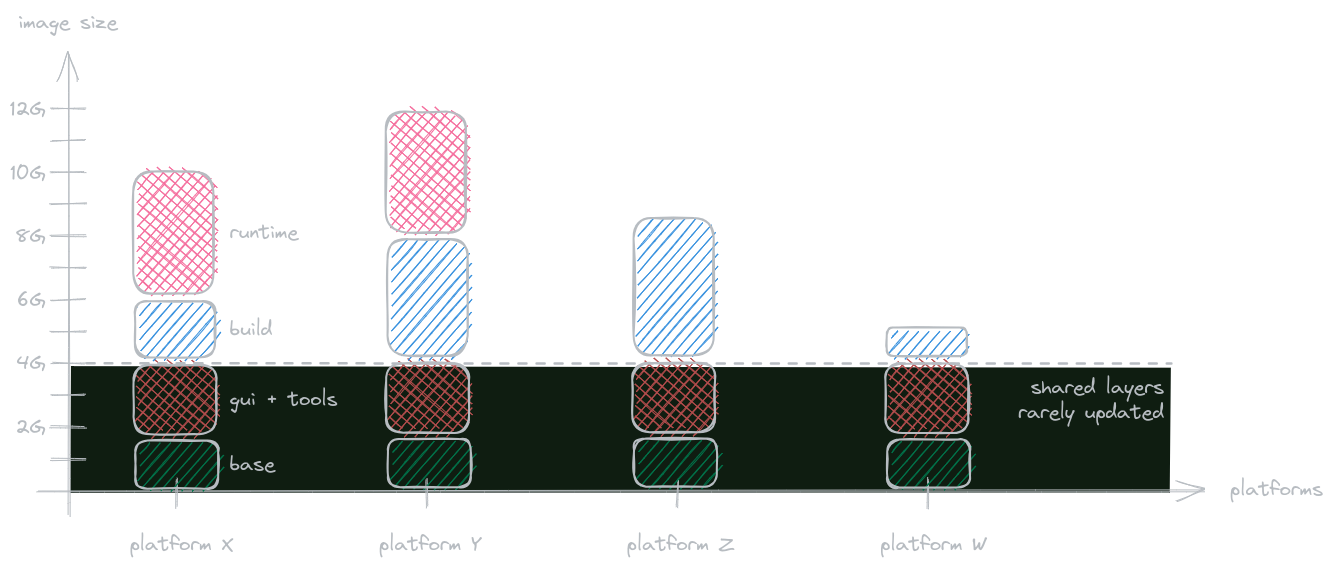 image size
12G
10G
8G
runtime
6G
build
4G
gui + tools
shared layers
rarely updated
2G
base
platforms
platform X
platform Y
platform Z
platform W